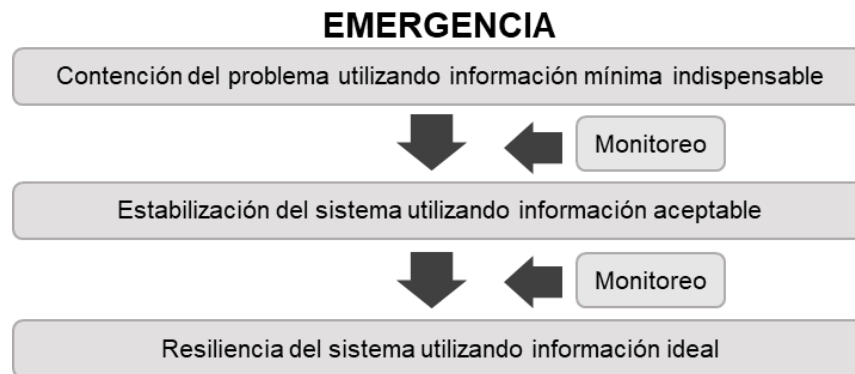 EMERGENCIA
Contención del problema utilizando información mínima indispensable
Monitoreo
Estabilización del sistema utilizando información aceptable
Monitoreo
Resiliencia del sistema utilizando información ideal